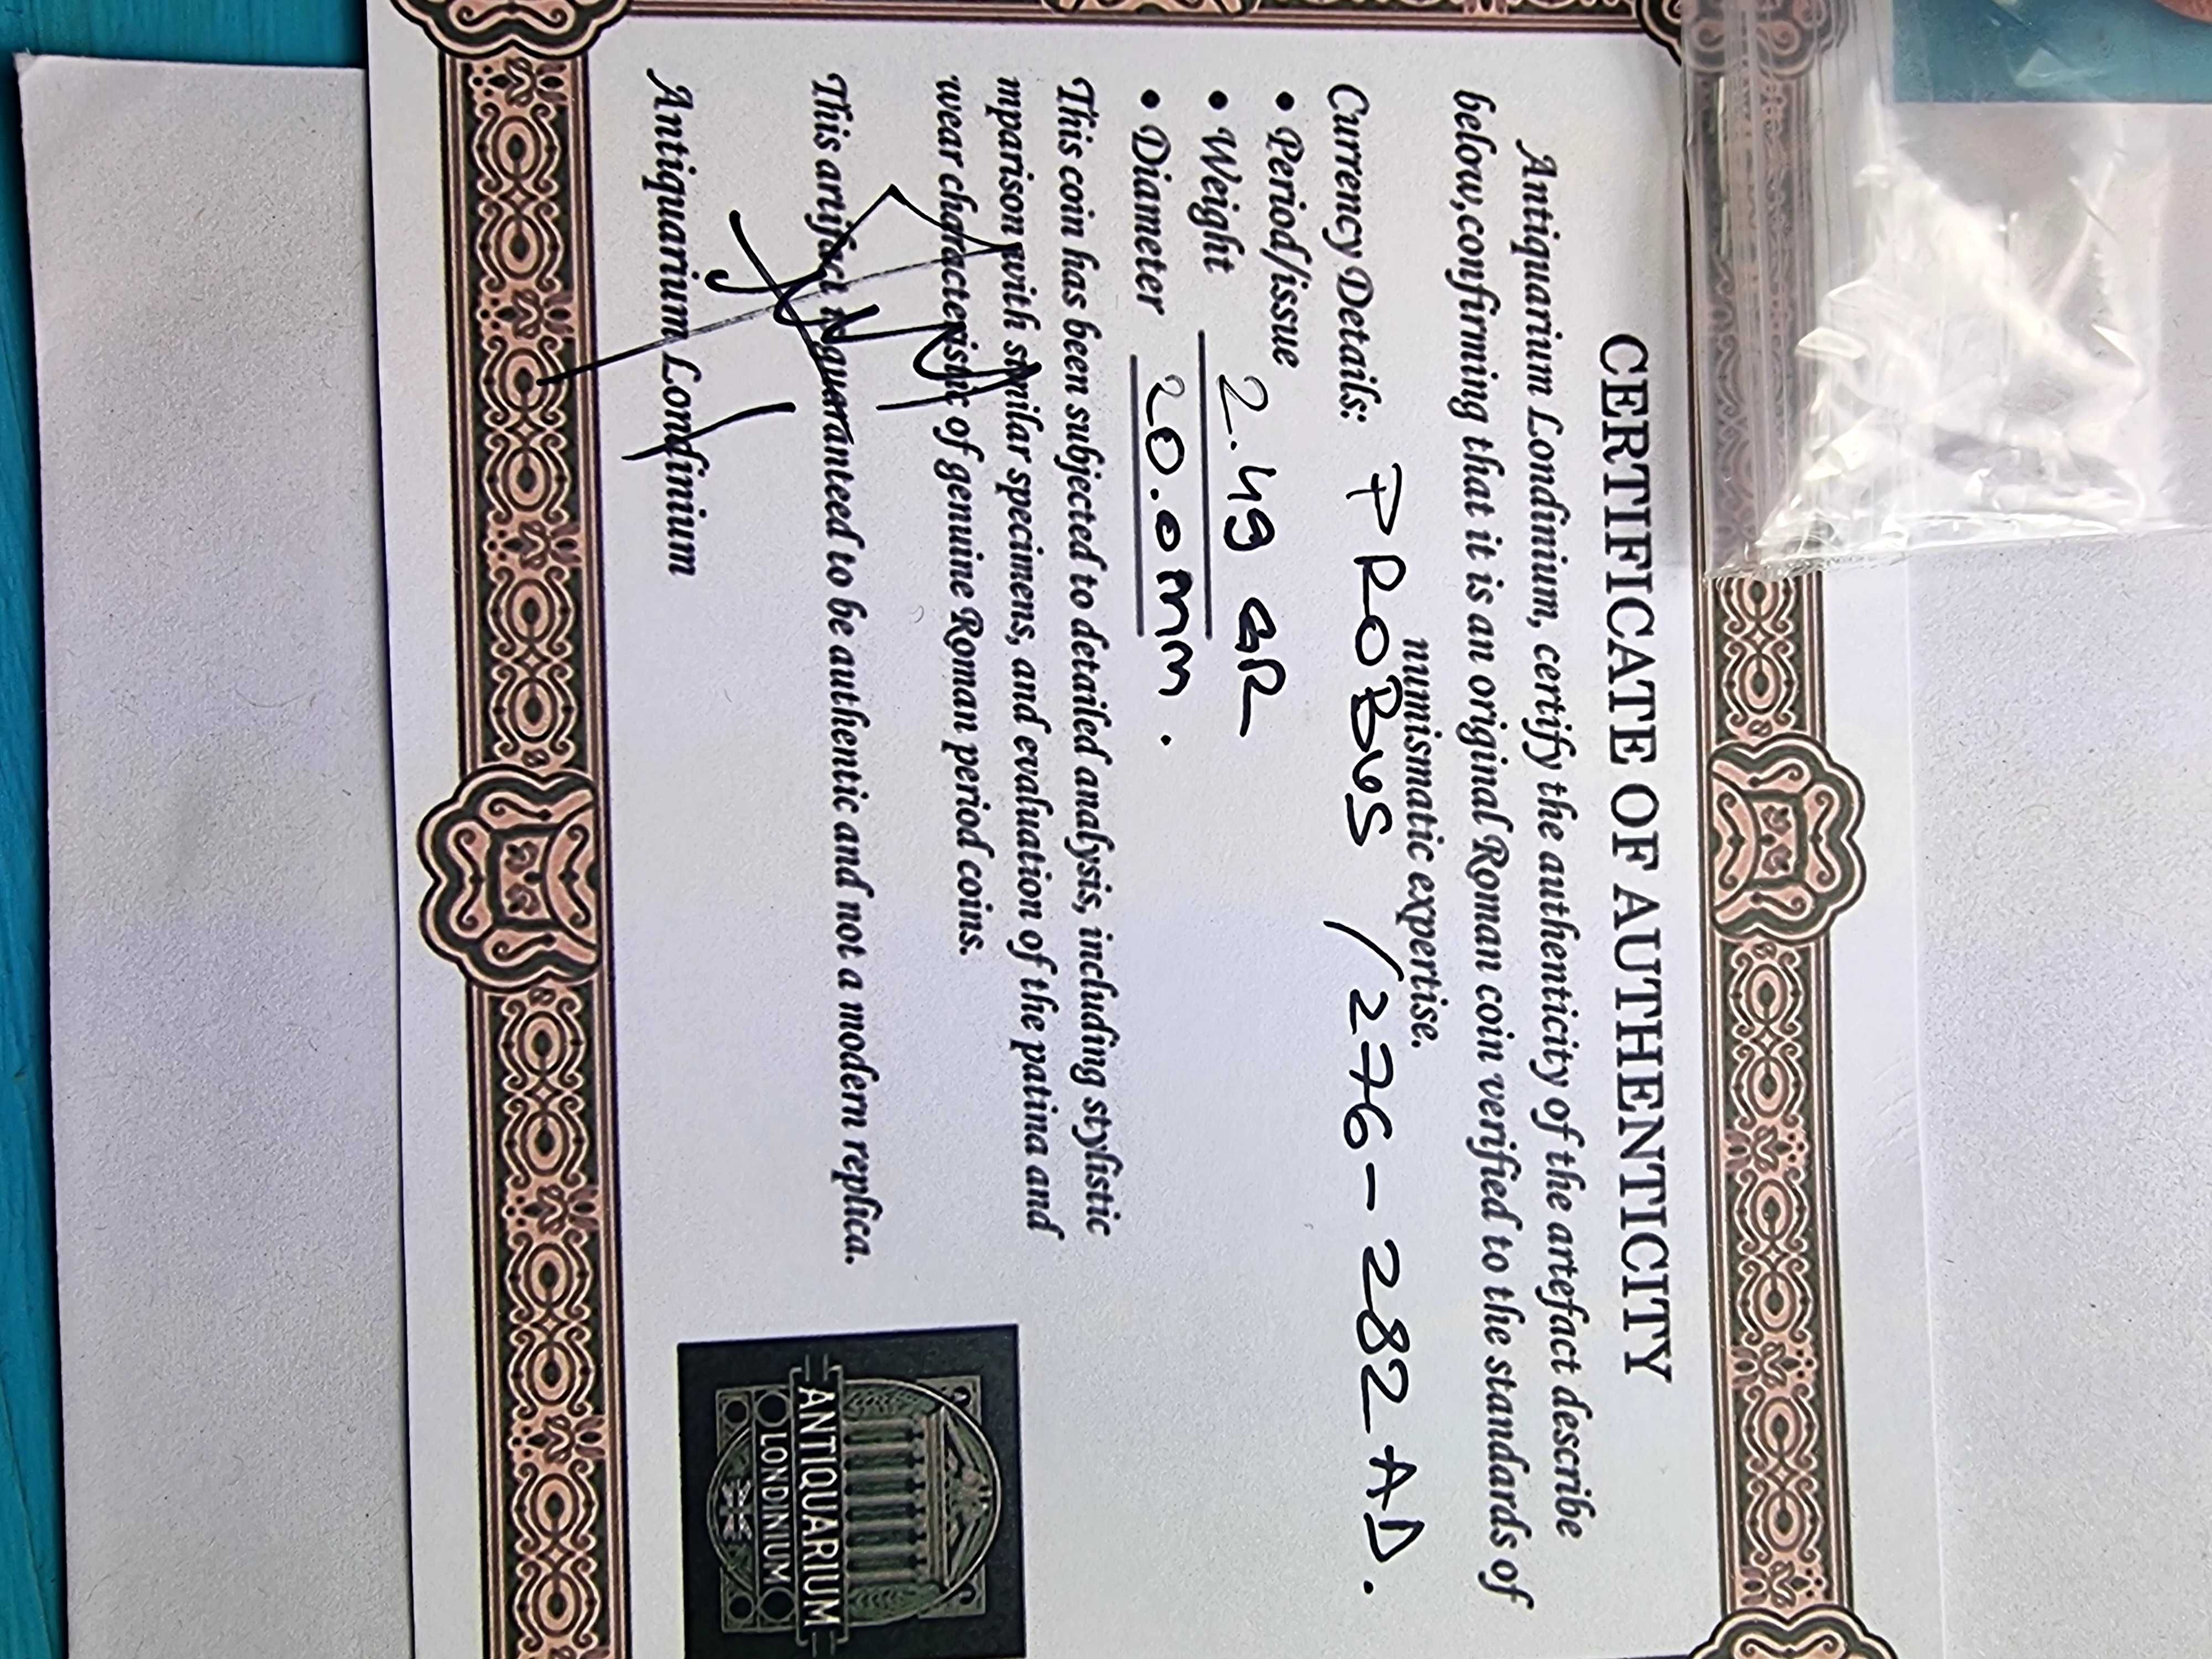 CERTIFICATE OF AUTHENTICITY
Antiquarium Londinium, certify the authenticity of the artefact describe
below,confirming that it is an original Roman coin verified to the standards of
numismatic expertise.
Currency Details: PROBUS / 276 - 282 AD.
• Period/issue
• Weight 2.49 GR
• Diameter 20.0 mm.
This coin has been subjected to detailed analysis, including stylistic
mparison with similar specimens, and evaluation of the patina and
wear characteristic of genuine Roman period coins.
This artifact is guaranteed to be authentic and not a modern replica.
Antiquarium Londinium
ANTIQUARIUM
LONDINIUM